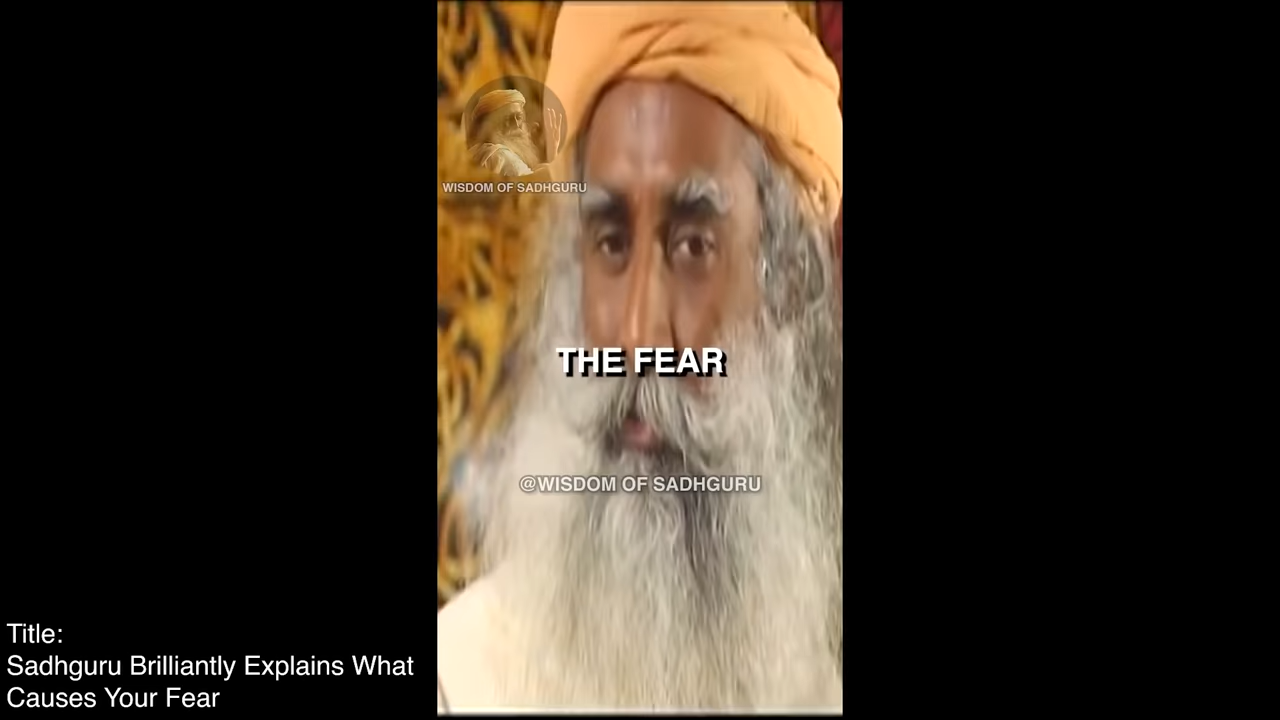 WISDOM OF SADHGURU
THE FEAR
@WISDOM OF SADHGURU
Title:
Sadhguru Brilliantly Explains What
Causes Your Fear